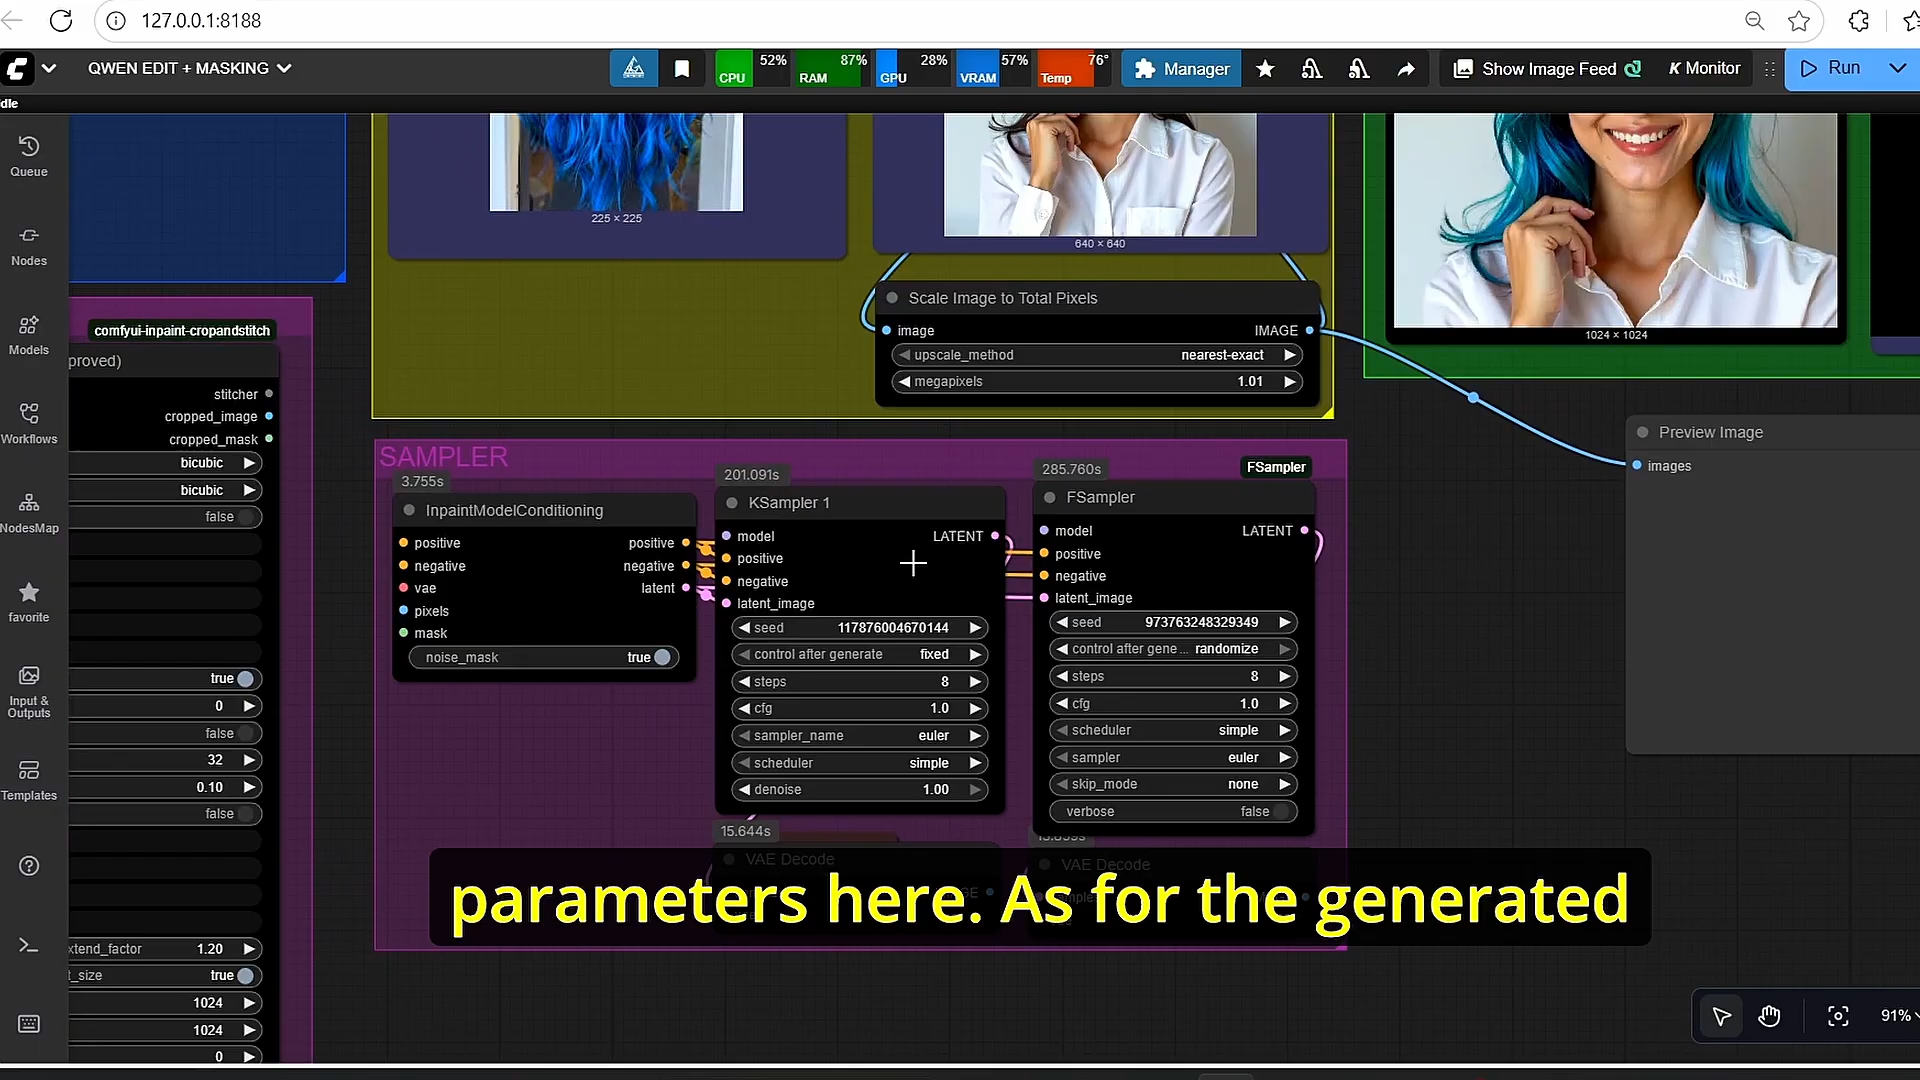 127.0.0.1:8188
QWEN EDIT + MASKING
CPU 52%
RAM 87%
GPU 28%
VRAM 57%
Temp 76°
Manager
Show Image Feed
K Monitor
Run
dle
Queue
Nodes
Models
Workflows
NodesMap
favorite
Input & Outputs
Templates
comfyui-inpaint-cropandstitch
proved)
stitcher
cropped_image
cropped_mask
bicubic
bicubic
false
true
0
false
32
0.10
false
xtend_factor 1.20
t_size true
1024
1024
0
225 × 225
640 × 640
Scale Image to Total Pixels
image IMAGE
upscale_method nearest-exact
megapixels 1.01
1024 × 1024
Preview Image
images
SAMPLER
3.755s
InpaintModelConditioning
positive positive
negative negative
vae latent
pixels
mask
noise_mask true
201.091s
KSampler 1
model LATENT
positive
negative
latent_image
seed 117876004670144
control after generate fixed
steps 8
cfg 1.0
sampler_name euler
scheduler simple
denoise 1.00
285.760s
FSampler
FSampler
model LATENT
positive
negative
latent_image
seed 973763248329349
control after gene ... randomize
steps 8
cfg 1.0
scheduler simple
sampler euler
skip_mode none
verbose false
15.644s
VAE Decode
VAE Decode
parameters here. As for the generated
91%